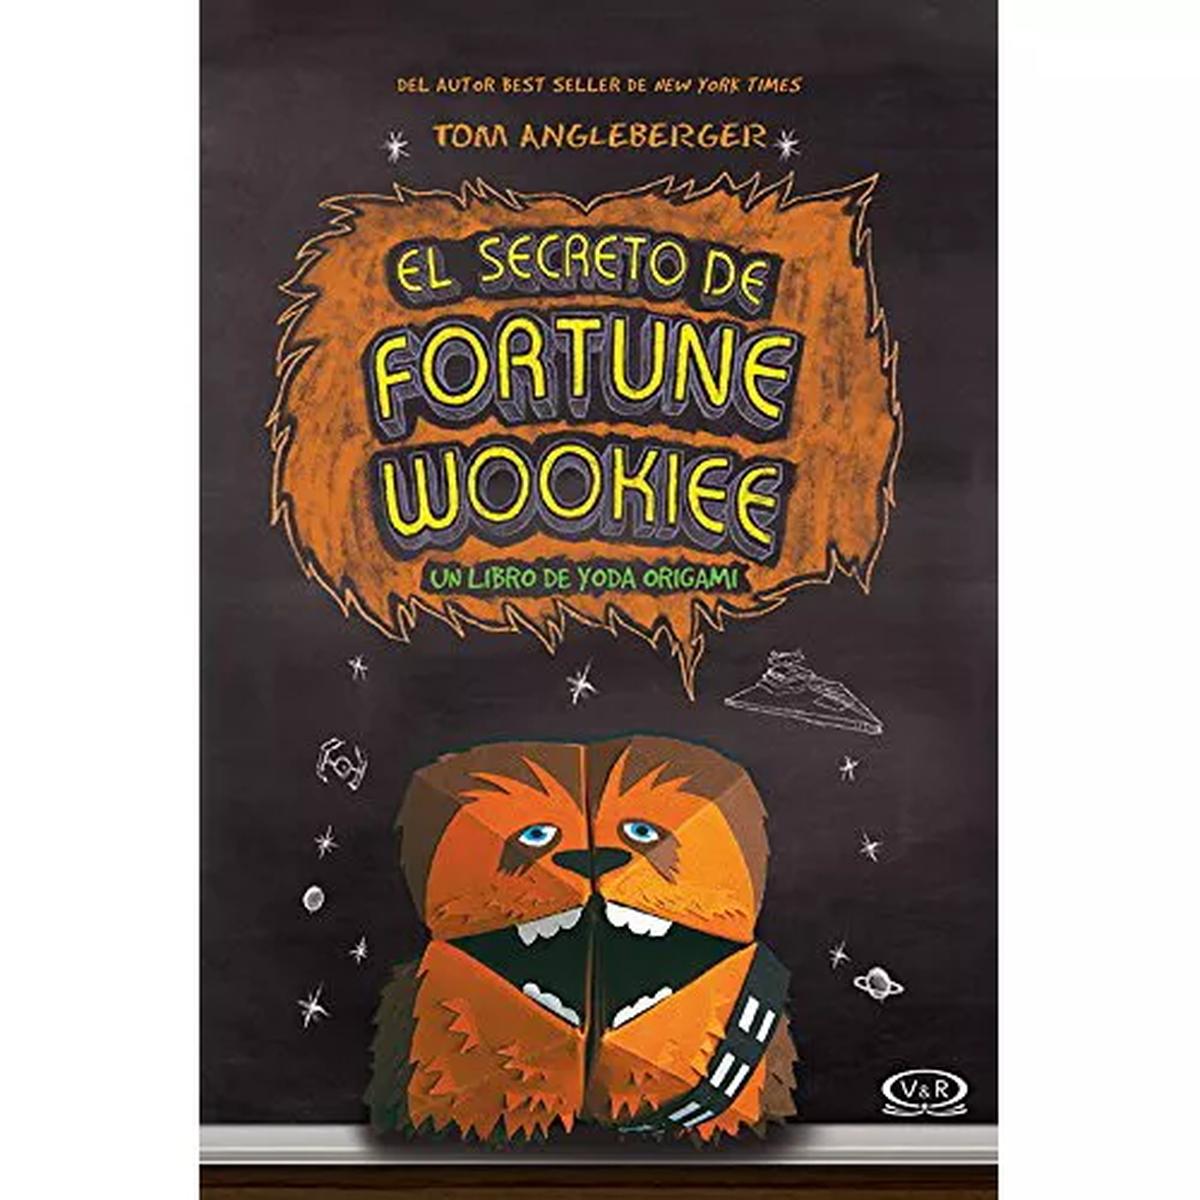 DEL AUTOR BEST SELLER DE NEW YORK TIMES
TOM ANGLEBERGER
EL SECRETO DE
FORTUNE
WOOKIEE
UN LIBRO DE YODA ORIGAMI
V&R